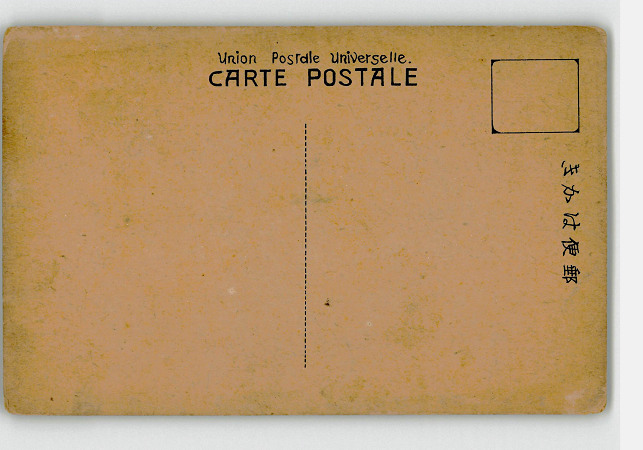 Union Postale Universelle.
CARTE POSTALE
郵便はかき